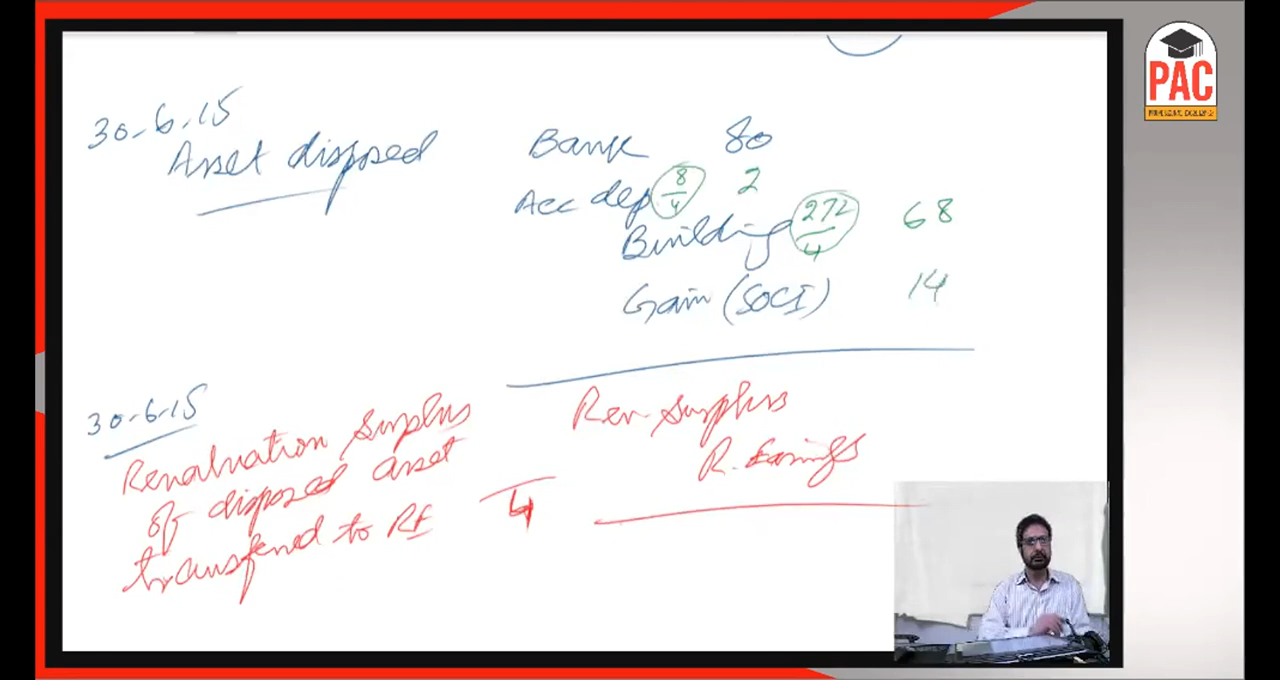 30-6-15
Asset disposed
Bank 80
Acc dep 8/4 2
Building 272/4 68
Gain (SOCI) 14
30-6-15
Revaluation Surplus
of disposed asset
transferred to RE
4
Rev. Surplus
R. Earnings
PAC